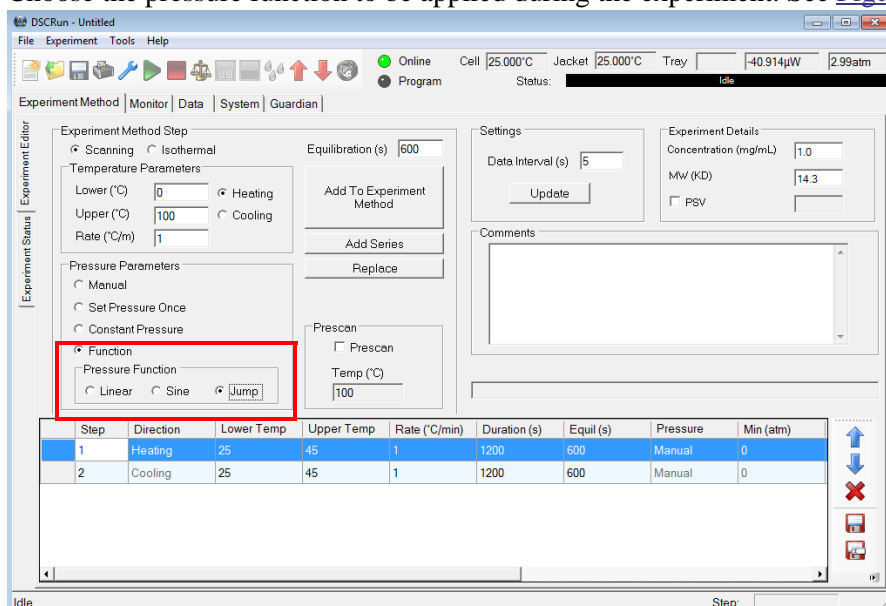 Choose the pressure function to be applied during the experiment. See Figu
DSCRun - Untitled
File Experiment Tools Help
Online Cell 25.000°C Jacket 25.000°C Tray -40.914µW 2.99atm
Program Status: Idle
Experiment Method Monitor Data System Guardian
Experiment Editor
Experiment Status
Experiment Method Step
Scanning Isothermal
Temperature Parameters
Lower (°C) 0 Heating
Upper (°C) 100 Cooling
Rate (°C/m) 1
Pressure Parameters
Manual
Set Pressure Once
Constant Pressure
Function
Pressure Function
Linear Sine Jump
Equilibration (s) 600
Add To Experiment
Method
Add Series
Replace
Prescan
Prescan
Temp (°C)
100
Settings
Data Interval (s) 5
Update
Experiment Details
Concentration (mg/mL) 1.0
MW (KD) 14.3
PSV
Comments
Step Direction Lower Temp Upper Temp Rate (°C/min) Duration (s) Equil (s) Pressure Min (atm)
1 Heating 25 45 1 1200 600 Manual 0
2 Cooling 25 45 1 1200 600 Manual 0
Idle Step: